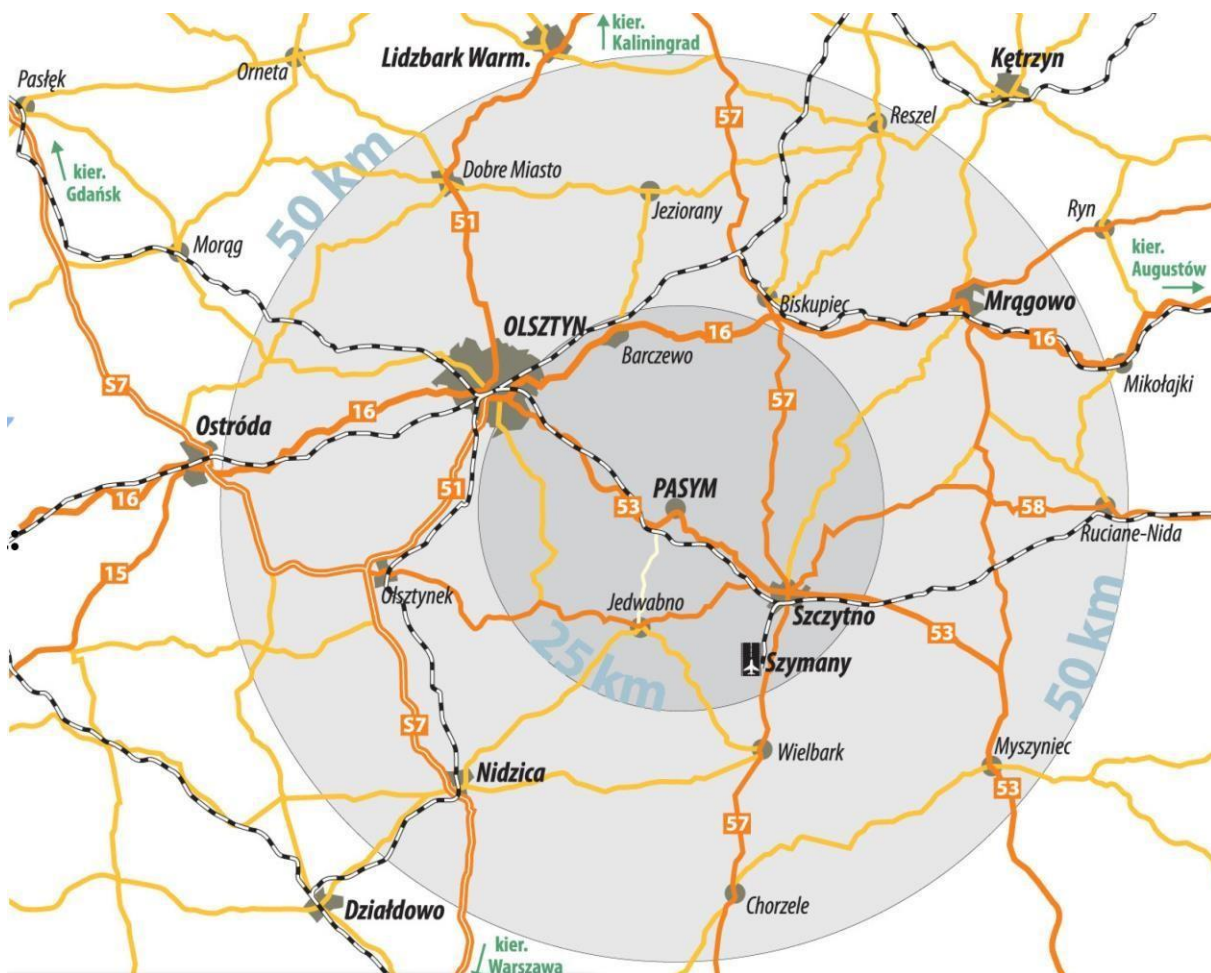 kier.
Kaliningrad
Lidzbark Warm.
Orneta
Kętrzyn
Pasłęk
Reszel
57
50 km
kier.
Gdańsk
Dobre Miasto
51
Jeziorany
Ryn
Morąg
kier.
Augustów
Biskupiec
Mrągowo
OLSZTYN
16
16
Barczewo
Mikołajki
S7
16
57
Ostróda
51
PASYM
16
53
58
Ruciane-Nida
15
Olsztynek
Jedwabno
Szczytno
53
25 km
Szymany
50 km
S7
Wielbark
Myszyniec
Nidzica
53
57
Chorzele
Działdowo
kier.
Warszawa